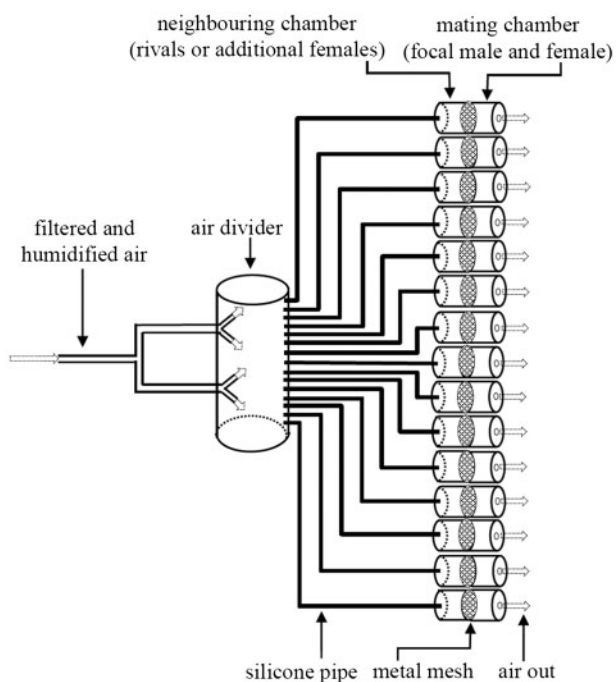 neighbouring chamber
(rivals or additional females)
mating chamber
(focal male and female)
filtered and
humidified air
air divider
silicone pipe
metal mesh
air out